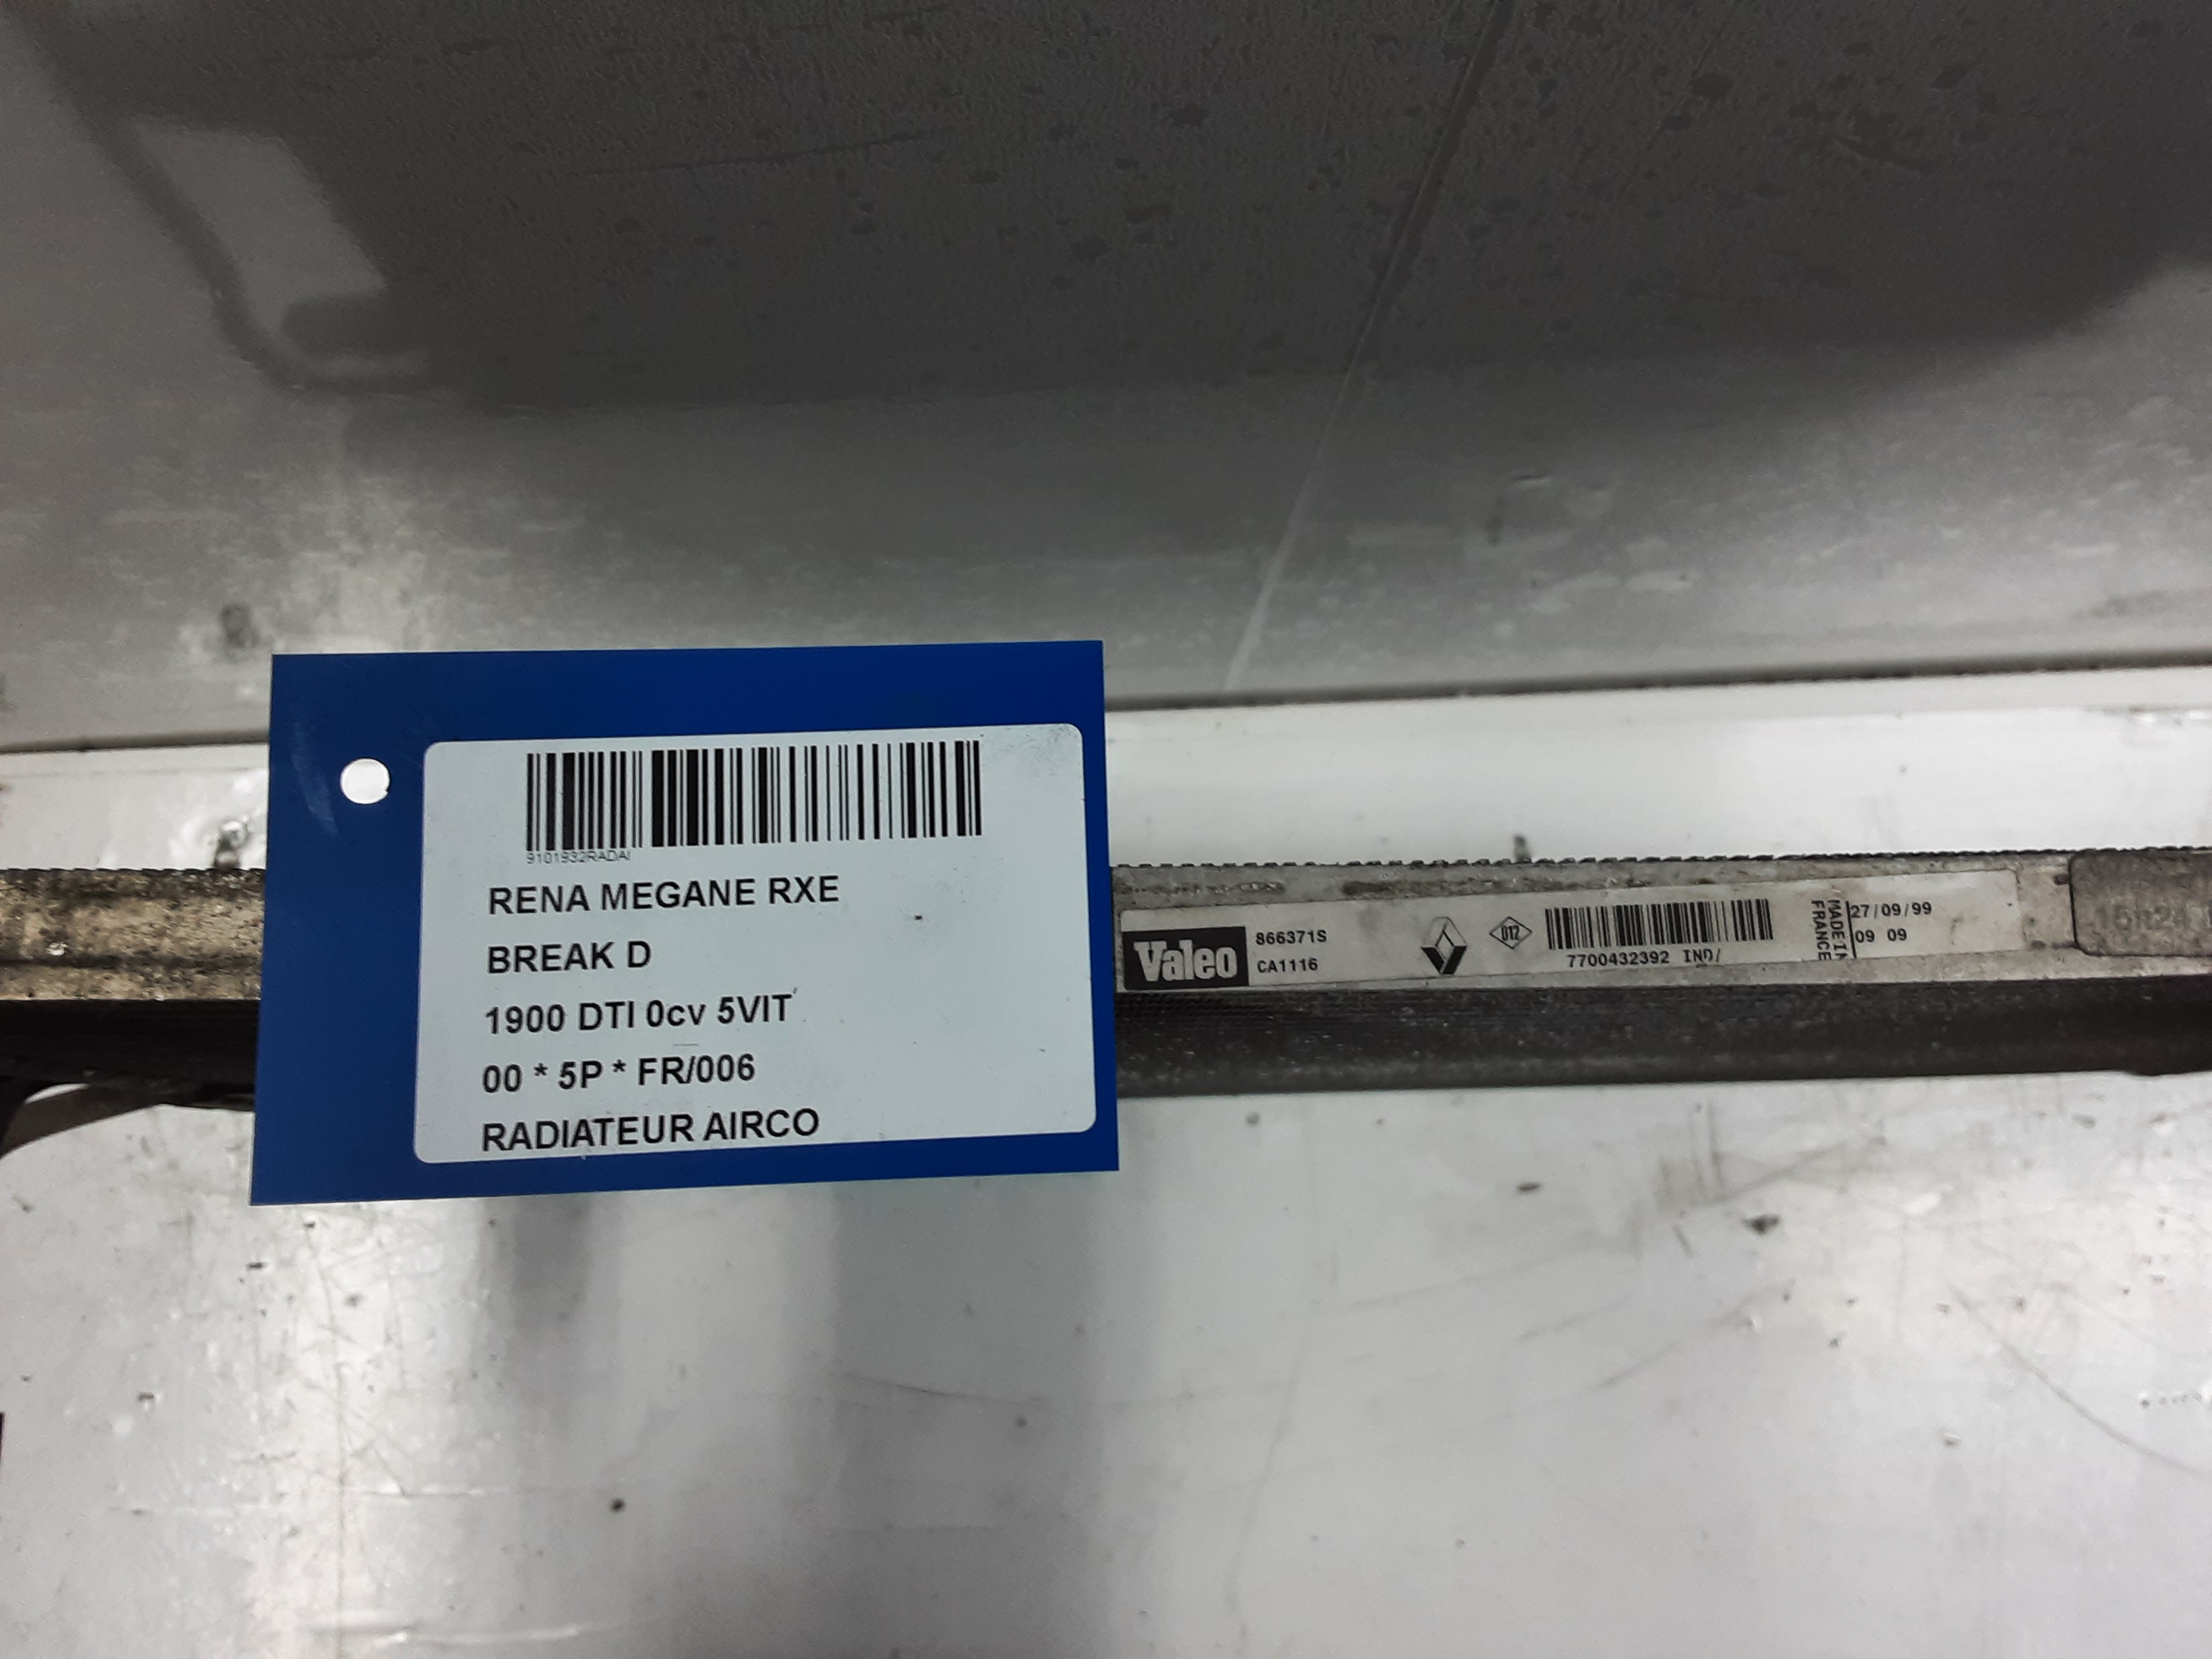 9101932RADAI
RENA MEGANE RXE
BREAK D
1900 DTI 0cv 5VIT
00 * 5P * FR/006
RADIATEUR AIRCO
Valeo
866371S
CA1116
012
7700432392 IND/
MADE IN
FRANCE
27/09/99
09 09